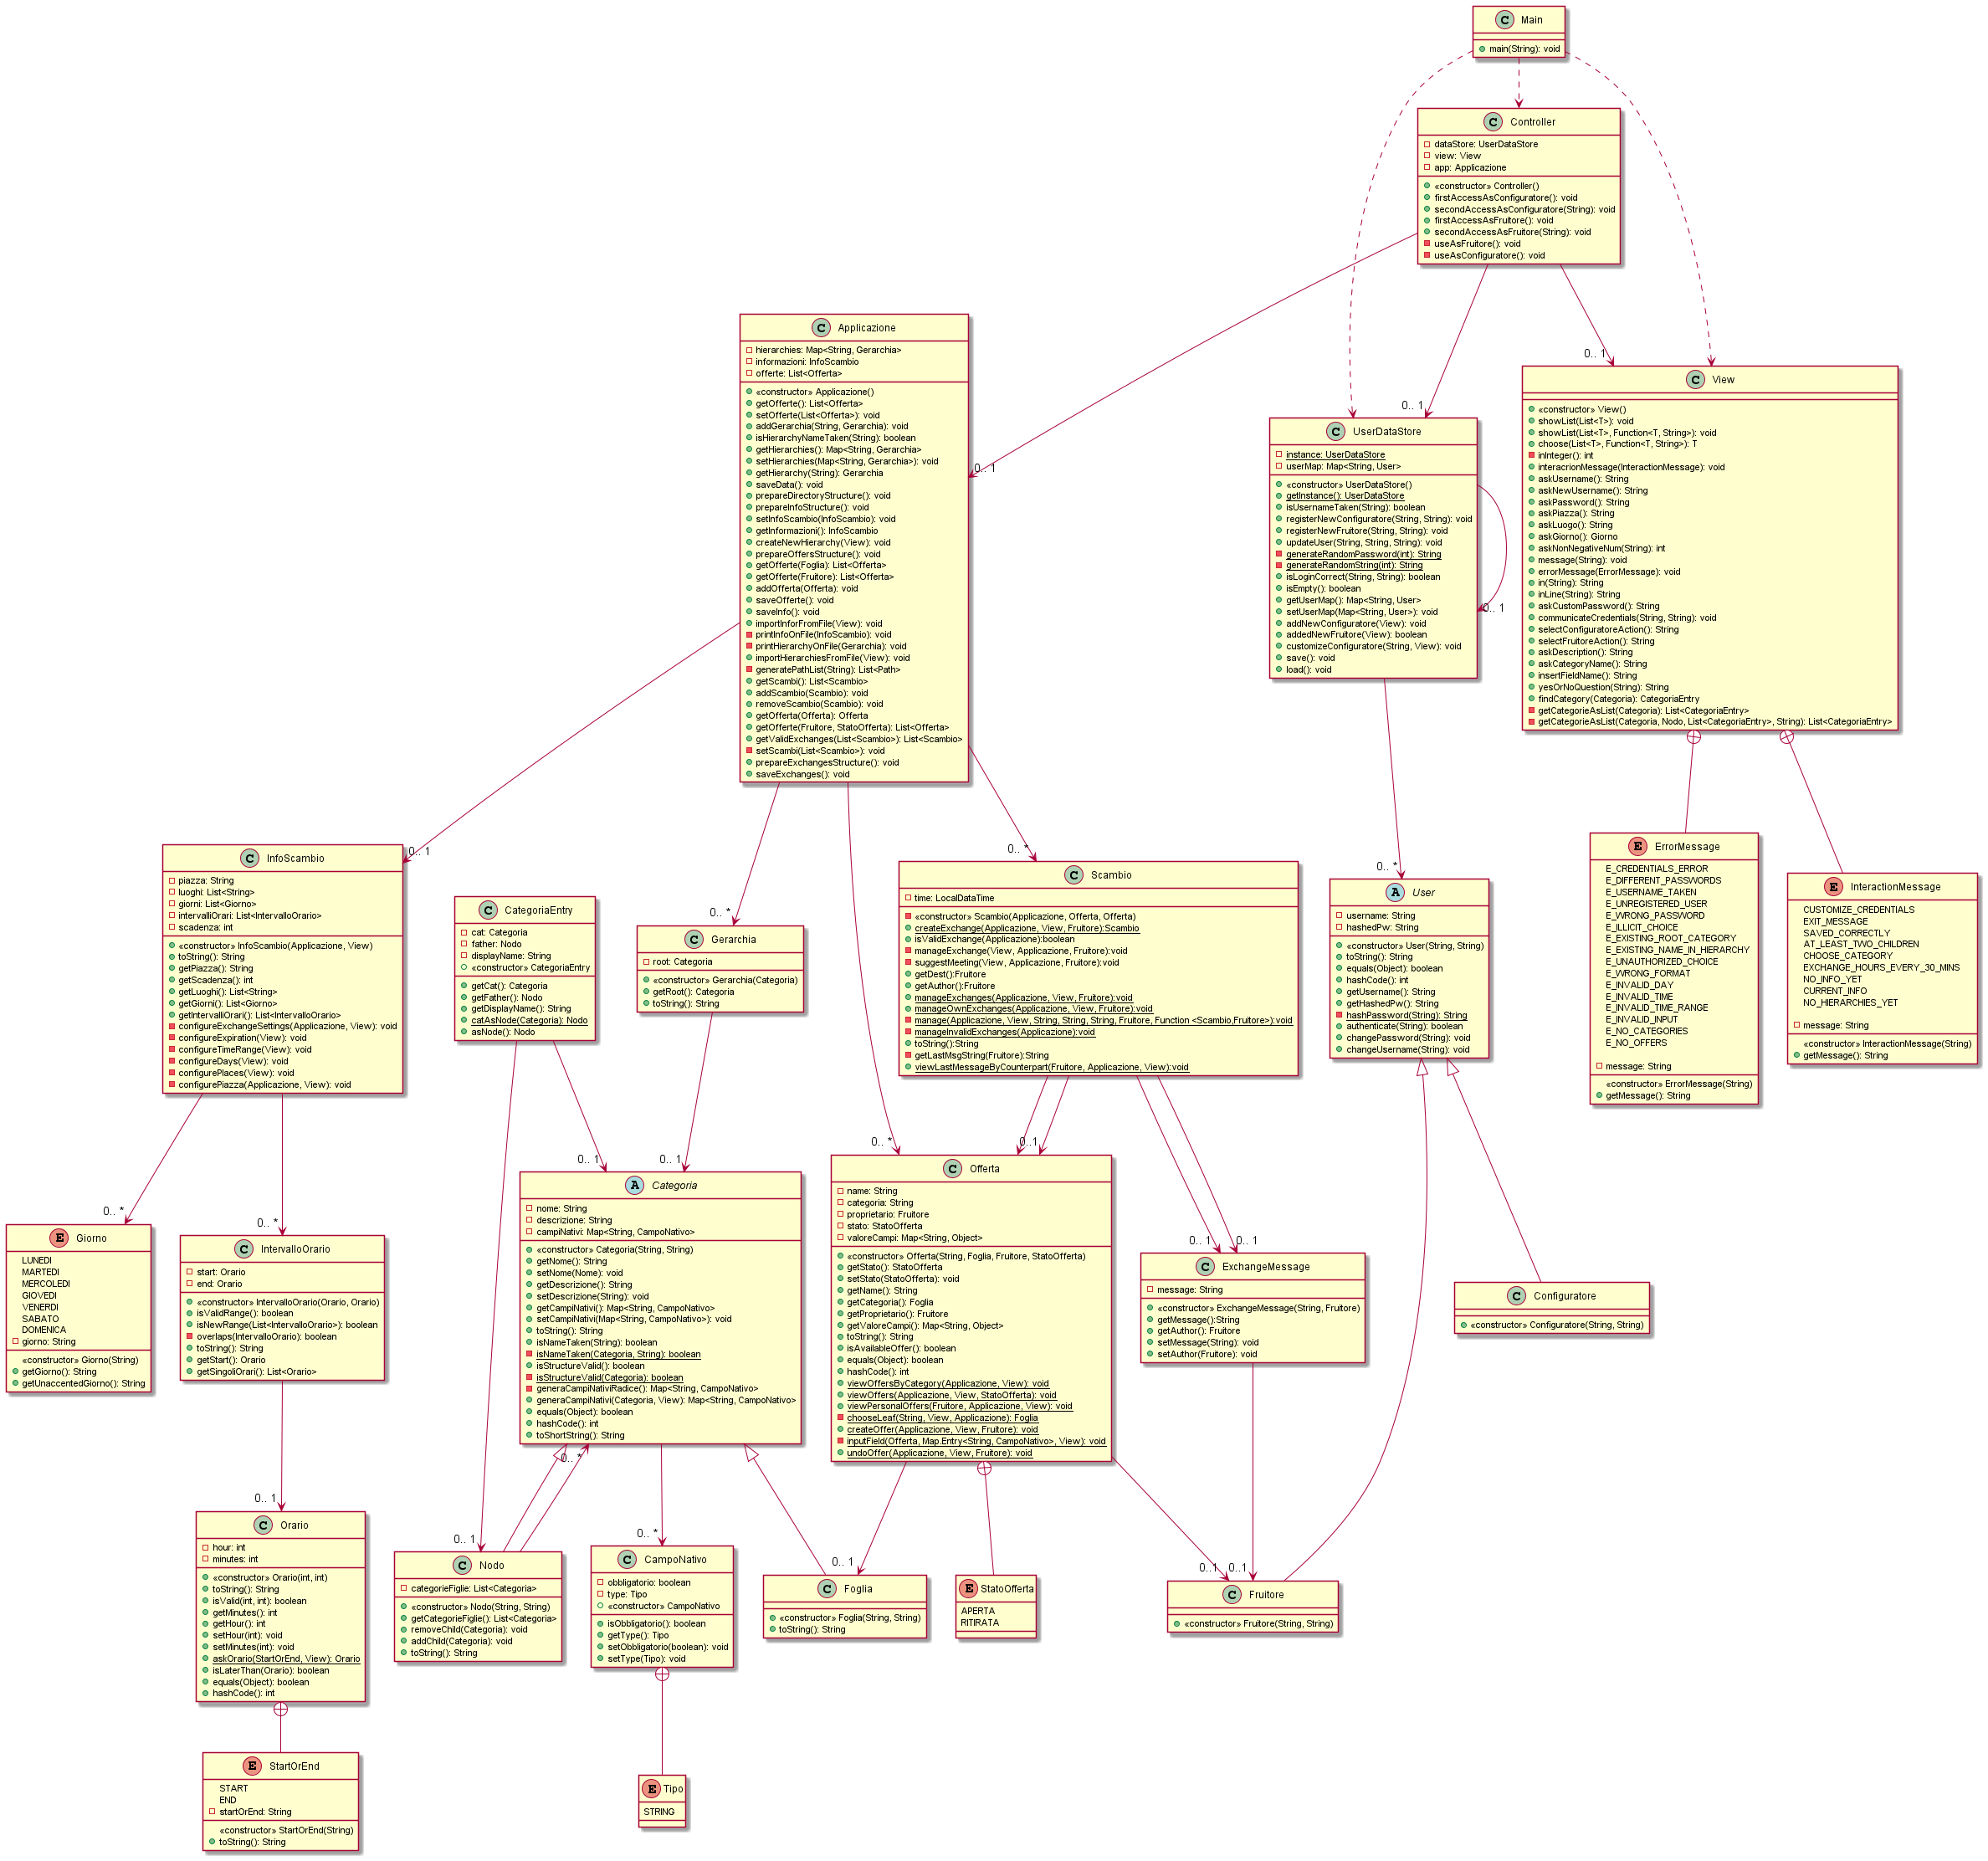 C Main
main(String): void
C Controller
dataStore: UserDataStore
view: View
app: Applicazione
«constructor» Controller()
firstAccessAsConfiguratore(): void
secondAccessAsConfiguratore(String): void
firstAccessAsFruitore(): void
secondAccessAsFruitore(String): void
useAsFruitore(): void
useAsConfiguratore(): void
C Applicazione
hierarchies: Map<String, Gerarchia>
informazioni: InfoScambio
offerte: List<Offerta>
«constructor» Applicazione()
getOfferte(): List<Offerta>
setOfferte(List<Offerta>): void
addGerarchia(String, Gerarchia): void
isHierarchyNameTaken(String): boolean
getHierarchies(): Map<String, Gerarchia>
setHierarchies(Map<String, Gerarchia>): void
getHierarchy(String): Gerarchia
saveData(): void
prepareDirectoryStructure(): void
prepareInfoStructure(): void
setInfoScambio(InfoScambio): void
getInformazioni(): InfoScambio
createNewHierarchy(View): void
prepareOffersStructure(): void
getOfferte(Foglia): List<Offerta>
getOfferte(Fruitore): List<Offerta>
addOfferta(Offerta): void
saveOfferte(): void
saveInfo(): void
importInforFromFile(View): void
printInfoOnFile(InfoScambio): void
printHierarchyOnFile(Gerarchia): void
importHierarchiesFromFile(View): void
generatePathList(String): List<Path>
getScambi(): List<Scambio>
addScambio(Scambio): void
removeScambio(Scambio): void
getOfferta(Offerta): Offerta
getOfferte(Fruitore, StatoOfferta): List<Offerta>
getValidExchanges(List<Scambio>): List<Scambio>
setScambi(List<Scambio>): void
prepareExchangesStructure(): void
saveExchanges(): void
0.. 1
0.. 1
0.. 1
C UserDataStore
instance: UserDataStore
userMap: Map<String, User>
«constructor» UserDataStore()
getInstance(): UserDataStore
isUsernameTaken(String): boolean
registerNewConfiguratore(String, String): void
registerNewFruitore(String, String): void
updateUser(String, String, String): void
generateRandomPassword(int): String
generateRandomString(int): String
isLoginCorrect(String, String): boolean
isEmpty(): boolean
getUserMap(): Map<String, User>
setUserMap(Map<String, User>): void
addNewConfiguratore(View): void
addedNewFruitore(View): boolean
customizeConfiguratore(String, View): void
save(): void
load(): void
0.. 1
C View
«constructor» View()
showList(List<T>): void
showList(List<T>, Function<T, String>): void
choose(List<T>, Function<T, String>): T
inInteger(): int
interacrionMessage(InteractionMessage): void
askUsername(): String
askNewUsername(): String
askPassword(): String
askPiazza(): String
askLuogo(): String
askGiorno(): Giorno
askNonNegativeNum(String): int
message(String): void
errorMessage(ErrorMessage): void
in(String): String
inLine(String): String
askCustomPassword(): String
communicateCredentials(String, String): void
selectConfiguratoreAction(): String
selectFruitoreAction(): String
askDescription(): String
askCategoryName(): String
insertFieldName(): String
yesOrNoQuestion(String): String
findCategory(Categoria): CategoriaEntry
getCategorieAsList(Categoria): List<CategoriaEntry>
getCategorieAsList(Categoria, Nodo, List<CategoriaEntry>, String): List<CategoriaEntry>
0.. 1
0.. *
0.. *
0.. *
C InfoScambio
piazza: String
luoghi: List<String>
giorni: List<Giorno>
intervalliOrari: List<IntervalloOrario>
scadenza: int
«constructor» InfoScambio(Applicazione, View)
toString(): String
getPiazza(): String
getScadenza(): int
getLuoghi(): List<String>
getGiorni(): List<Giorno>
getIntervalliOrari(): List<IntervalloOrario>
configureExchangeSettings(Applicazione, View): void
configureExpiration(View): void
configureTimeRange(View): void
configureDays(View): void
configurePlaces(View): void
configurePiazza(Applicazione, View): void
C CategoriaEntry
cat: Categoria
father: Nodo
displayName: String
«constructor» CategoriaEntry
getCat(): Categoria
getFather(): Nodo
getDisplayName(): String
catAsNode(Categoria): Nodo
asNode(): Nodo
C Gerarchia
root: Categoria
«constructor» Gerarchia(Categoria)
getRoot(): Categoria
toString(): String
C Scambio
time: LocalDataTime
«constructor» Scambio(Applicazione, Offerta, Offerta)
createExchange(Applicazione, View, Fruitore):Scambio
isValidExchange(Applicazione):boolean
manageExchange(View, Applicazione, Fruitore):void
suggestMeeting(View, Applicazione, Fruitore):void
getDest():Fruitore
getAuthor():Fruitore
manageExchanges(Applicazione, View, Fruitore):void
manageOwnExchanges(Applicazione, View, Fruitore):void
manage(Applicazione, View, String, String, String, Fruitore, Function <Scambio,Fruitore>):void
manageInvalidExchanges(Applicazione):void
toString():String
getLastMsgString(Fruitore):String
viewLastMessageByCounterpart(Fruitore, Applicazione, View):void
A User
username: String
hashedPw: String
«constructor» User(String, String)
toString(): String
equals(Object): boolean
hashCode(): int
getUsername(): String
getHashedPw(): String
hashPassword(String): String
authenticate(String): boolean
changePassword(String): void
changeUsername(String): void
E ErrorMessage
E_CREDENTIALS_ERROR
E_DIFFERENT_PASSWORDS
E_USERNAME_TAKEN
E_UNREGISTERED_USER
E_WRONG_PASSWORD
E_ILLICIT_CHOICE
E_EXISTING_ROOT_CATEGORY
E_EXISTING_NAME_IN_HIERARCHY
E_UNAUTHORIZED_CHOICE
E_WRONG_FORMAT
E_INVALID_DAY
E_INVALID_TIME
E_INVALID_TIME_RANGE
E_INVALID_INPUT
E_NO_CATEGORIES
E_NO_OFFERS
message: String
«constructor» ErrorMessage(String)
getMessage(): String
E InteractionMessage
CUSTOMIZE_CREDENTIALS
EXIT_MESSAGE
SAVED_CORRECTLY
AT_LEAST_TWO_CHILDREN
CHOOSE_CATEGORY
EXCHANGE_HOURS_EVERY_30_MINS
NO_INFO_YET
CURRENT_INFO
NO_HIERARCHIES_YET
message: String
«constructor» InteractionMessage(String)
getMessage(): String
0.. *
0.. *
0.. 1
0.. 1
0.. *
0..1
0.. 1
0.. 1
E Giorno
LUNEDI
MARTEDI
MERCOLEDI
GIOVEDI
VENERDI
SABATO
DOMENICA
giorno: String
«constructor» Giorno(String)
getGiorno(): String
getUnaccentedGiorno(): String
C IntervalloOrario
start: Orario
end: Orario
«constructor» IntervalloOrario(Orario, Orario)
isValidRange(): boolean
isNewRange(List<IntervalloOrario>): boolean
overlaps(IntervalloOrario): boolean
toString(): String
getStart(): Orario
getSingoliOrari(): List<Orario>
A Categoria
nome: String
descrizione: String
campiNativi: Map<String, CampoNativo>
«constructor» Categoria(String, String)
getNome(): String
setNome(Nome): void
getDescrizione(): String
setDescrizione(String): void
getCampiNativi(): Map<String, CampoNativo>
setCampiNativi(Map<String, CampoNativo>): void
toString(): String
isNameTaken(String): boolean
isNameTaken(Categoria, String): boolean
isStructureValid(): boolean
isStructureValid(Categoria): boolean
generaCampiNativiRadice(): Map<String, CampoNativo>
generaCampiNativi(Categoria, View): Map<String, CampoNativo>
equals(Object): boolean
hashCode(): int
toShortString(): String
C Offerta
name: String
categoria: String
proprietario: Fruitore
stato: StatoOfferta
valoreCampi: Map<String, Object>
«constructor» Offerta(String, Foglia, Fruitore, StatoOfferta)
getStato(): StatoOfferta
setStato(StatoOfferta): void
getName(): String
getCategoria(): Foglia
getProprietario(): Fruitore
getValoreCampi(): Map<String, Object>
toString(): String
isAvailableOffer(): boolean
equals(Object): boolean
hashCode(): int
viewOffersByCategory(Applicazione, View): void
viewOffers(Applicazione, View, StatoOfferta): void
viewPersonalOffers(Fruitore, Applicazione, View): void
chooseLeaf(String, View, Applicazione): Foglia
createOffer(Applicazione, View, Fruitore): void
inputField(Offerta, Map.Entry<String, CampoNativo>, View): void
undoOffer(Applicazione, View, Fruitore): void
C ExchangeMessage
message: String
«constructor» ExchangeMessage(String, Fruitore)
getMessage():String
getAuthor(): Fruitore
setMessage(String): void
setAuthor(Fruitore): void
C Configuratore
«constructor» Configuratore(String, String)
0.. *
0.. 1
0.. 1
0.. *
0.. 1
0..1
0..1
C Orario
hour: int
minutes: int
«constructor» Orario(int, int)
toString(): String
isValid(int, int): boolean
getMinutes(): int
getHour(): int
setHour(int): void
setMinutes(int): void
askOrario(StartOrEnd, View): Orario
isLaterThan(Orario): boolean
equals(Object): boolean
hashCode(): int
C Nodo
categorieFiglie: List<Categoria>
«constructor» Nodo(String, String)
getCategorieFiglie(): List<Categoria>
removeChild(Categoria): void
addChild(Categoria): void
toString(): String
C CampoNativo
obbligatorio: boolean
type: Tipo
«constructor» CampoNativo
isObbligatorio(): boolean
getType(): Tipo
setObbligatorio(boolean): void
setType(Tipo): void
C Foglia
«constructor» Foglia(String, String)
toString(): String
E StatoOfferta
APERTA
RITIRATA
C Fruitore
«constructor» Fruitore(String, String)
E StartOrEnd
START
END
startOrEnd: String
«constructor» StartOrEnd(String)
toString(): String
E Tipo
STRING